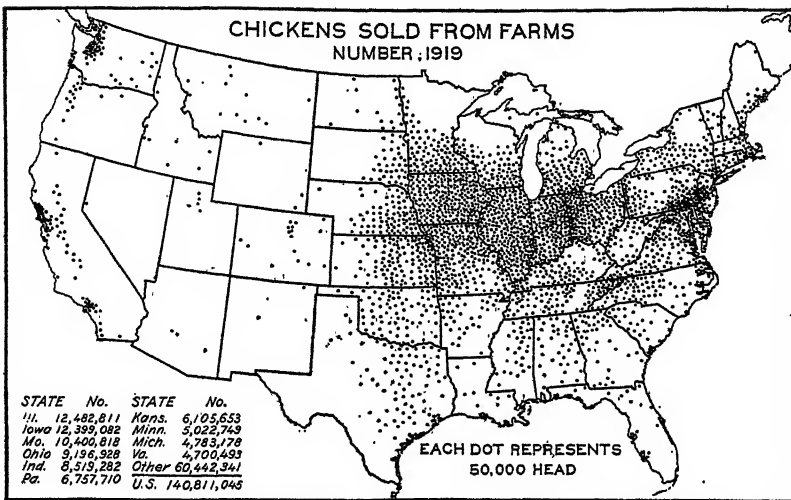 CHICKENS SOLD FROM FARMS
NUMBER, 1919
STATE No. STATE No.
Ill. 12,482,811 Kans. 6,105,653
Iowa 12,399,082 Minn. 5,022,749
Mo. 10,400,818 Mich. 4,783,178
Ohio 9,196,928 Va. 4,700,493
Ind. 8,519,282 Other 60,442,341
Pa. 6,757,710 U.S. 140,811,045
EACH DOT REPRESENTS
50,000 HEAD